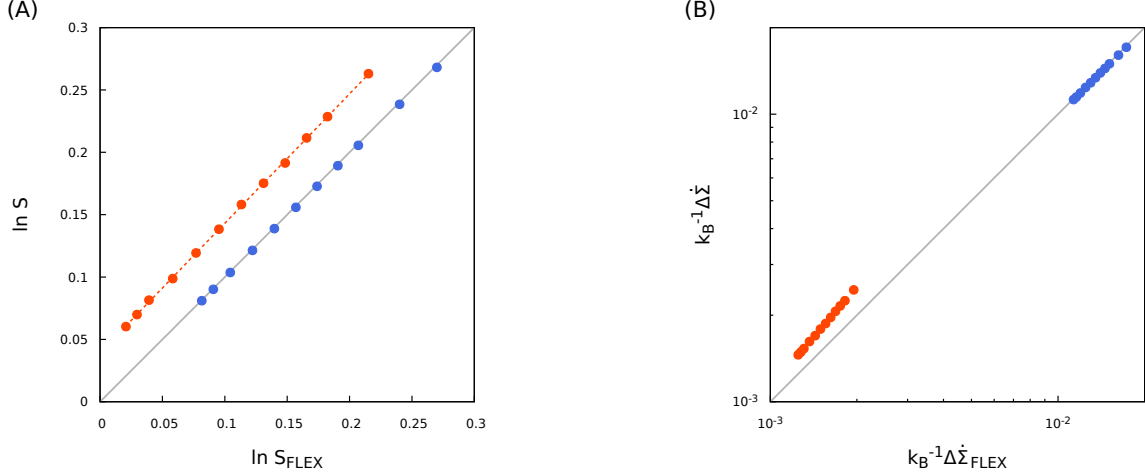 (A)
0.3
0.25
0.2
0.15
0.1
0.05
0
0 0.05 0.1 0.15 0.2 0.25 0.3
ln S
ln S_FLEX
(B)
10⁻²
10⁻³
10⁻³ 10⁻²
k_B⁻¹ΔΣ̇
k_B⁻¹ΔΣ̇_FLEX